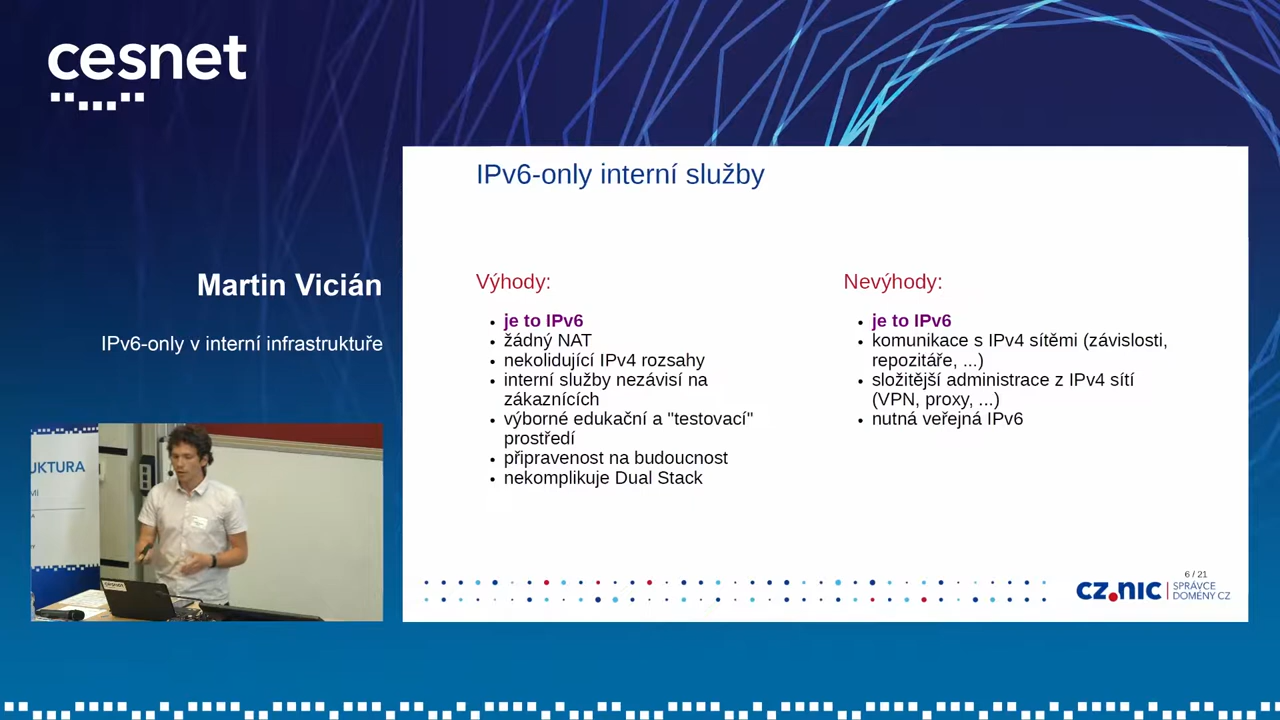 cesnet
Martin Vicián
IPv6-only v interní infrastruktuře
UKTURA
IPv6-only interní služby
Výhody:
je to IPv6
žádný NAT
nekolidující IPv4 rozsahy
interní služby nezávisí na
zákaznících
výborné edukační a "testovací"
prostředí
připravenost na budoucnost
nekomplikuje Dual Stack
Nevýhody:
je to IPv6
komunikace s IPv4 sítěmi (závislosti,
repozitáře, ...)
složitější administrace z IPv4 sítí
(VPN, proxy, ...)
nutná veřejná IPv6
6 / 21
CZ.NIC
SPRÁVCE
DOMÉNY CZ